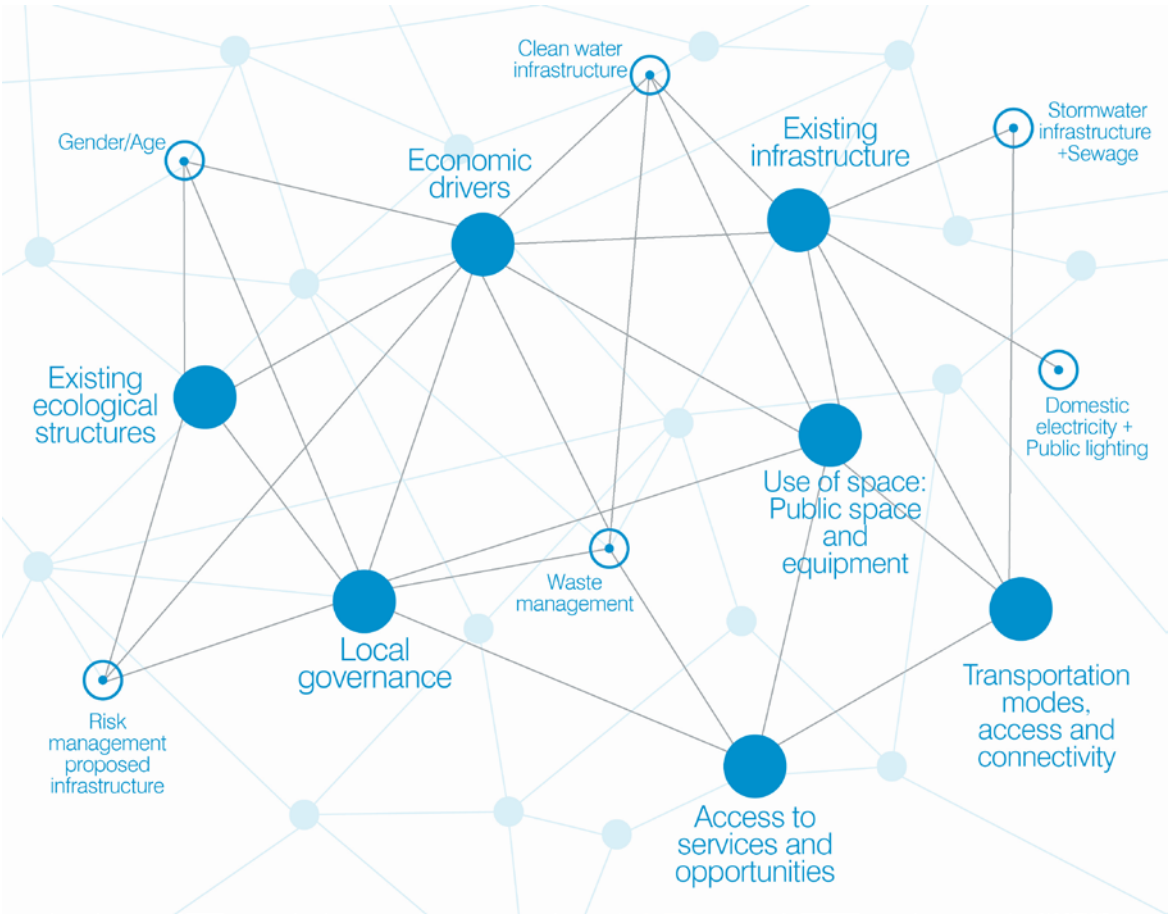 Clean water
infrastructure
Stormwater
infrastructure
+Sewage
Gender/Age
Economic
drivers
Existing
infrastructure
Existing
ecological
structures
Domestic
electricity +
Public lighting
Use of space:
Public space
and
equipment
Waste
management
Local
governance
Risk
management
proposed
infrastructure
Transportation
modes,
access and
connectivity
Access to
services and
opportunities